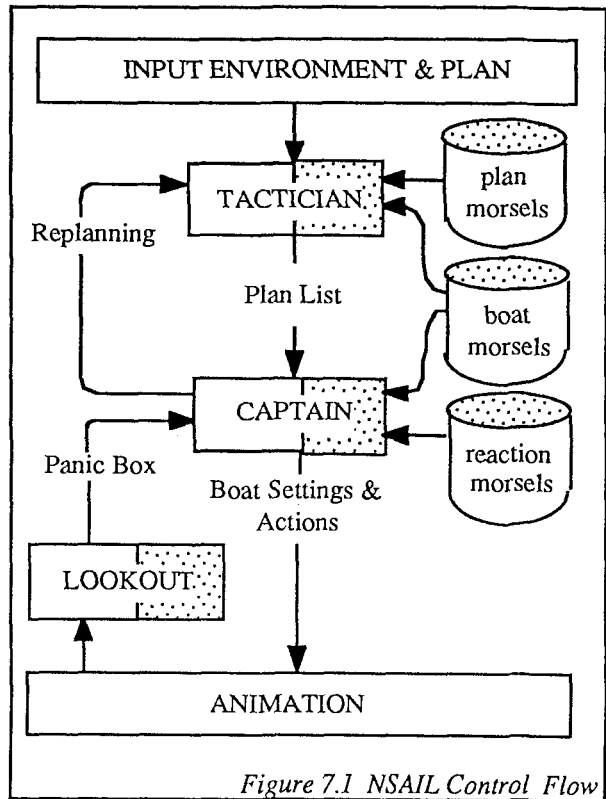 INPUT ENVIRONMENT & PLAN
TACTICIAN
plan
morsels
Replanning
Plan List
boat
morsels
CAPTAIN
reaction
morsels
Panic Box
Boat Settings &
Actions
LOOKOUT
ANIMATION
Figure 7.1 NSAIL Control Flow